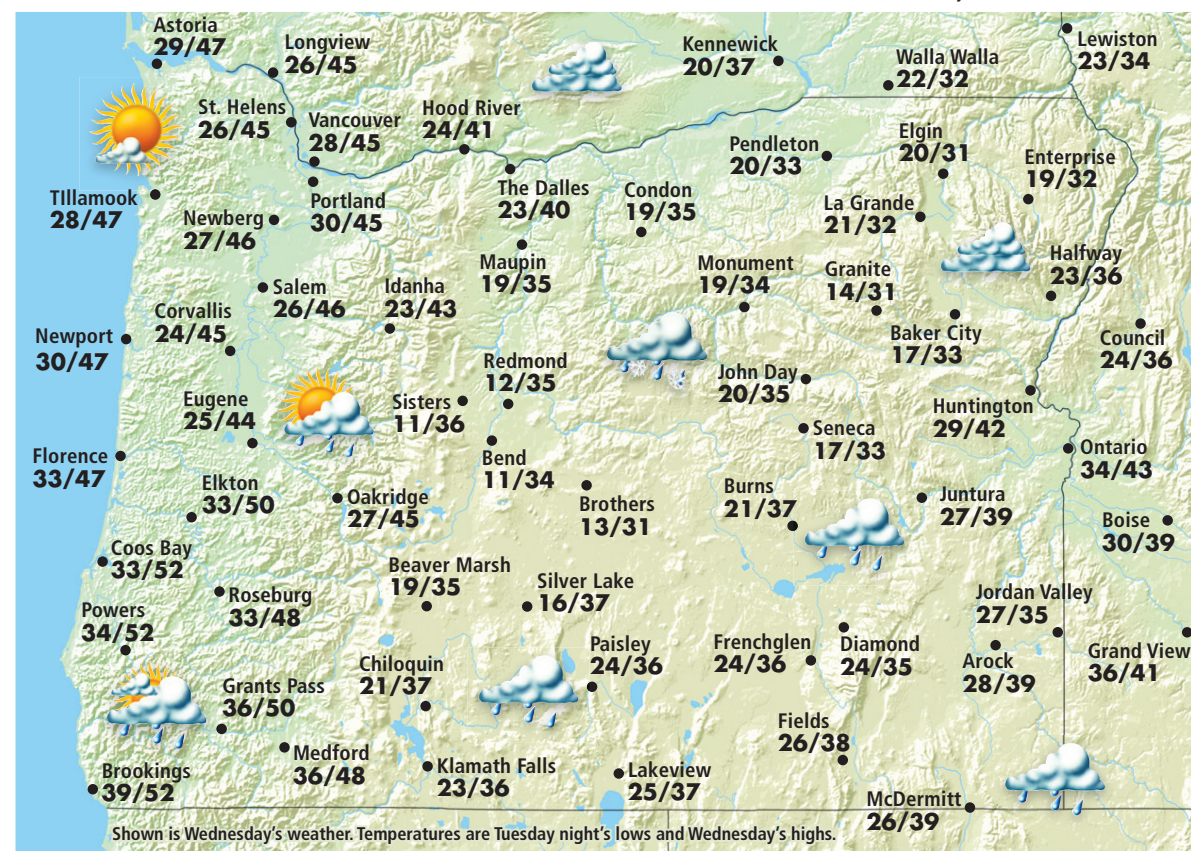 Astoria
29/47
Longview
26/45
Kennewick
20/37
Walla Walla
22/32
Lewiston
23/34
St. Helens
26/45
Vancouver
28/45
Hood River
24/41
Pendleton
20/33
Elgin
20/31
Enterprise
19/32
TIllamook
28/47
Portland
30/45
The Dalles
23/40
Condon
19/35
La Grande
21/32
Newberg
27/46
Maupin
19/35
Monument
19/34
Granite
14/31
Halfway
23/36
Salem
26/46
Idanha
23/43
Corvallis
24/45
Newport
30/47
Baker City
17/33
Council
24/36
Redmond
12/35
John Day
20/35
Eugene
25/44
Sisters
11/36
Huntington
29/42
Seneca
17/33
Florence
33/47
Bend
11/34
Ontario
34/43
Elkton
33/50
Oakridge
27/45
Brothers
13/31
Burns
21/37
Juntura
27/39
Boise
30/39
Coos Bay
33/52
Beaver Marsh
19/35
Silver Lake
16/37
Roseburg
33/48
Jordan Valley
27/35
Powers
34/52
Paisley
24/36
Frenchglen
24/36
Diamond
24/35
Arock
28/39
Grand View
36/41
Chiloquin
21/37
Grants Pass
36/50
Fields
26/38
Medford
36/48
Klamath Falls
23/36
Lakeview
25/37
Brookings
39/52
McDermitt
26/39
Shown is Wednesday's weather. Temperatures are Tuesday night's lows and Wednesday's highs.